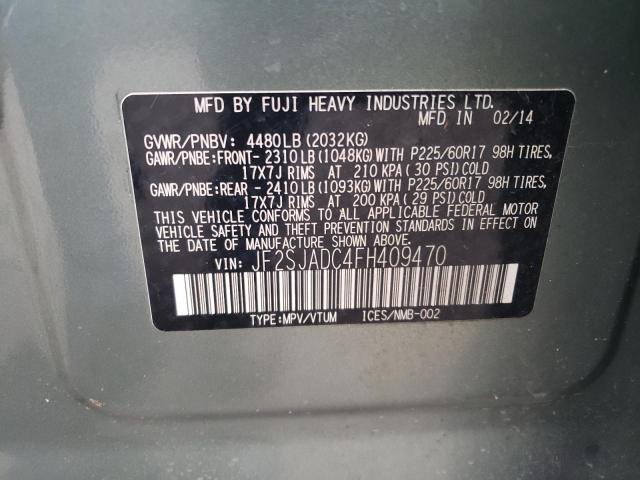 MFD BY FUJI HEAVY INDUSTRIES LTD.
MFD IN 02/14
GVWR/PNBV: 4480LB (2032KG)
GAWR/PNBE:FRONT- 2310LB(1048KG)WITH P225/60R17 98H TIRES,
17X7J RIMS AT 210 KPA( 30 PSI)COLD
GAWR/PNBE:REAR - 2410LB(1093KG)WITH P225/60R17 98H TIRES,
17X7J RIMS AT 200 KPA( 29 PSI)COLD
THIS VEHICLE CONFORMS TO ALL APPLICABLE FEDERAL MOTOR
VEHICLE SAFETY AND THEFT PREVENTION STANDARDS IN EFFECT ON
THE DATE OF MANUFACTURE SHOWN ABOVE.
VIN: JF2SJADC4FH409470
TYPE:MPV/VTUM ICES/NMB-002